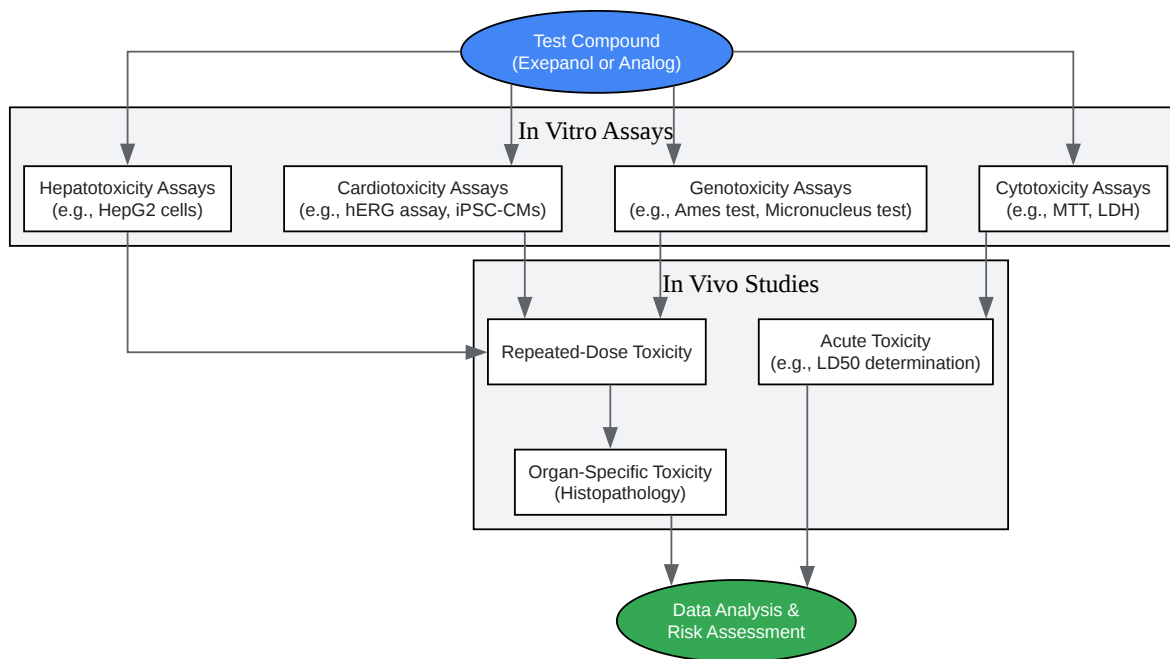 Test Compound
(Exepanol or Analog)
In Vitro Assays
Hepatotoxicity Assays
(e.g., HepG2 cells)
Cardiotoxicity Assays
(e.g., hERG assay, iPSC-CMs)
Genotoxicity Assays
(e.g., Ames test, Micronucleus test)
Cytotoxicity Assays
(e.g., MTT, LDH)
In Vivo Studies
Repeated-Dose Toxicity
Acute Toxicity
(e.g., LD50 determination)
Organ-Specific Toxicity
(Histopathology)
Data Analysis &
Risk Assessment